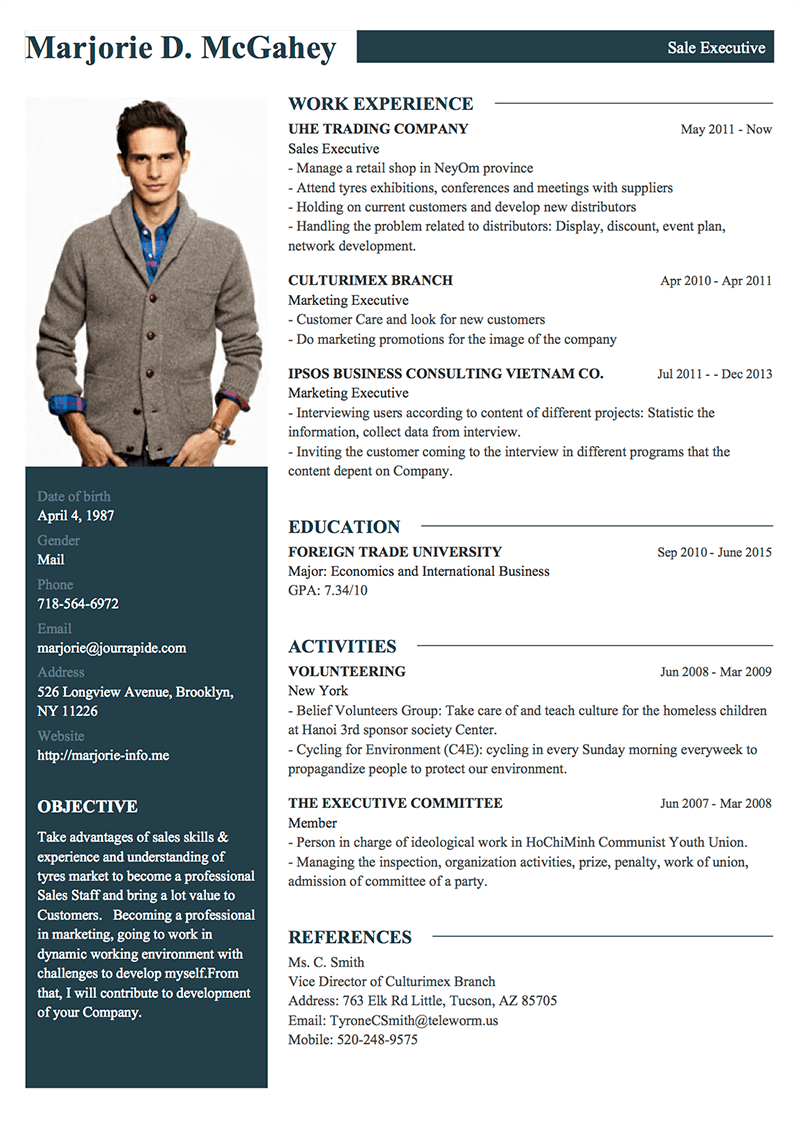 Marjorie D. McGahey
Sale Executive
Date of birth
April 4, 1987
Gender
Mail
Phone
718-564-6972
Email
marjorie@jourrapide.com
Address
526 Longview Avenue, Brooklyn,
NY 11226
Website
http://marjorie-info.me
OBJECTIVE
Take advantages of sales skills &
experience and understanding of
tyres market to become a professional
Sales Staff and bring a lot value to
Customers.   Becoming a professional
in marketing, going to work in
dynamic working environment with
challenges to develop myself.From
that, I will contribute to development
of your Company.
WORK EXPERIENCE
UHE TRADING COMPANY May 2011 - Now
Sales Executive
- Manage a retail shop in NeyOm province
- Attend tyres exhibitions, conferences and meetings with suppliers
- Holding on current customers and develop new distributors
- Handling the problem related to distributors: Display, discount, event plan,
network development.
CULTURIMEX BRANCH Apr 2010 - Apr 2011
Marketing Executive
- Customer Care and look for new customers
- Do marketing promotions for the image of the company
IPSOS BUSINESS CONSULTING VIETNAM CO. Jul 2011 - - Dec 2013
Marketing Executive
- Interviewing users according to content of different projects: Statistic the
information, collect data from interview.
- Inviting the customer coming to the interview in different programs that the
content depent on Company.
EDUCATION
FOREIGN TRADE UNIVERSITY Sep 2010 - June 2015
Major: Economics and International Business
GPA: 7.34/10
ACTIVITIES
VOLUNTEERING Jun 2008 - Mar 2009
New York
- Belief Volunteers Group: Take care of and teach culture for the homeless children
at Hanoi 3rd sponsor society Center.
- Cycling for Environment (C4E): cycling in every Sunday morning everyweek to
propagandize people to protect our environment.
THE EXECUTIVE COMMITTEE Jun 2007 - Mar 2008
Member
- Person in charge of ideological work in HoChiMinh Communist Youth Union.
- Managing the inspection, organization activities, prize, penalty, work of union,
admission of committee of a party.
REFERENCES
Ms. C. Smith
Vice Director of Culturimex Branch
Address: 763 Elk Rd Little, Tucson, AZ 85705
Email: TyroneCSmith@teleworm.us
Mobile: 520-248-9575